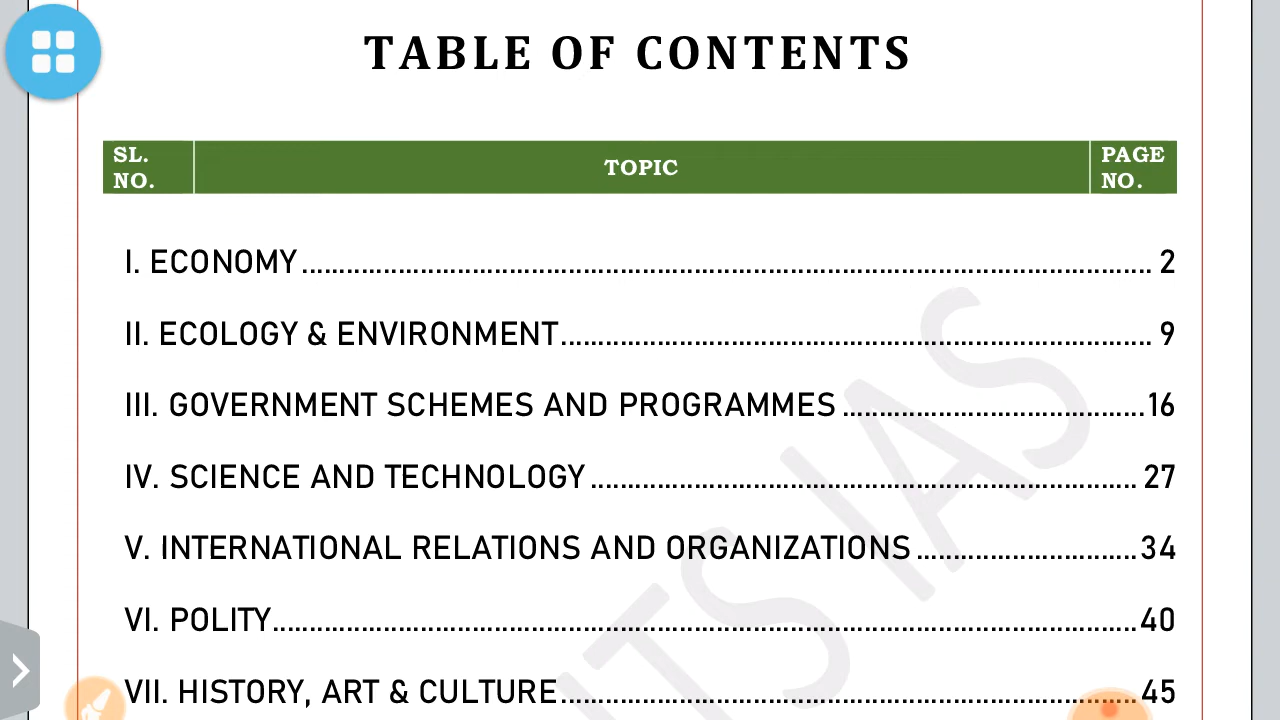 TABLE OF CONTENTS
SL. NO.
TOPIC
PAGE NO.
I. ECONOMY 2
II. ECOLOGY & ENVIRONMENT 9
III. GOVERNMENT SCHEMES AND PROGRAMMES 16
IV. SCIENCE AND TECHNOLOGY 27
V. INTERNATIONAL RELATIONS AND ORGANIZATIONS 34
VI. POLITY 40
VII. HISTORY, ART & CULTURE 45
IAS